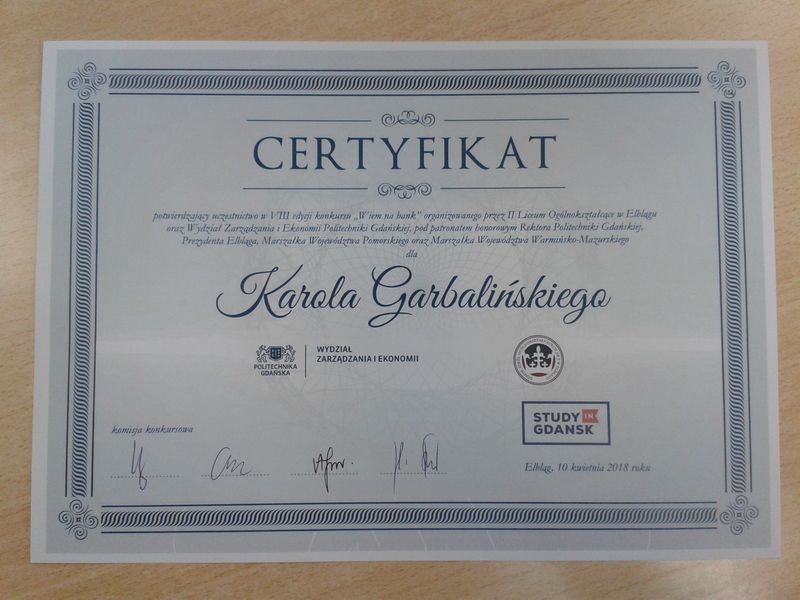 CERTYFIKAT
potwierdzający uczestnictwo w VIII edycji konkursu „Wiem na bank” organizowanego przez II Liceum Ogólnokształcące w Elblągu
oraz Wydział Zarządzania i Ekonomii Politechniki Gdańskiej, pod patronatem honorowym Rektora Politechniki Gdańskiej,
Prezydenta Elbląga, Marszałka Województwa Pomorskiego oraz Marszałka Województwa Warmińsko-Mazurskiego
dla
Karola Garbalińskiego
POLITECHNIKA
GDAŃSKA
WYDZIAŁ
ZARZĄDZANIA I EKONOMII
STUDY IN
GDANSK
komisja konkursowa
Elbląg, 10 kwietnia 2018 roku